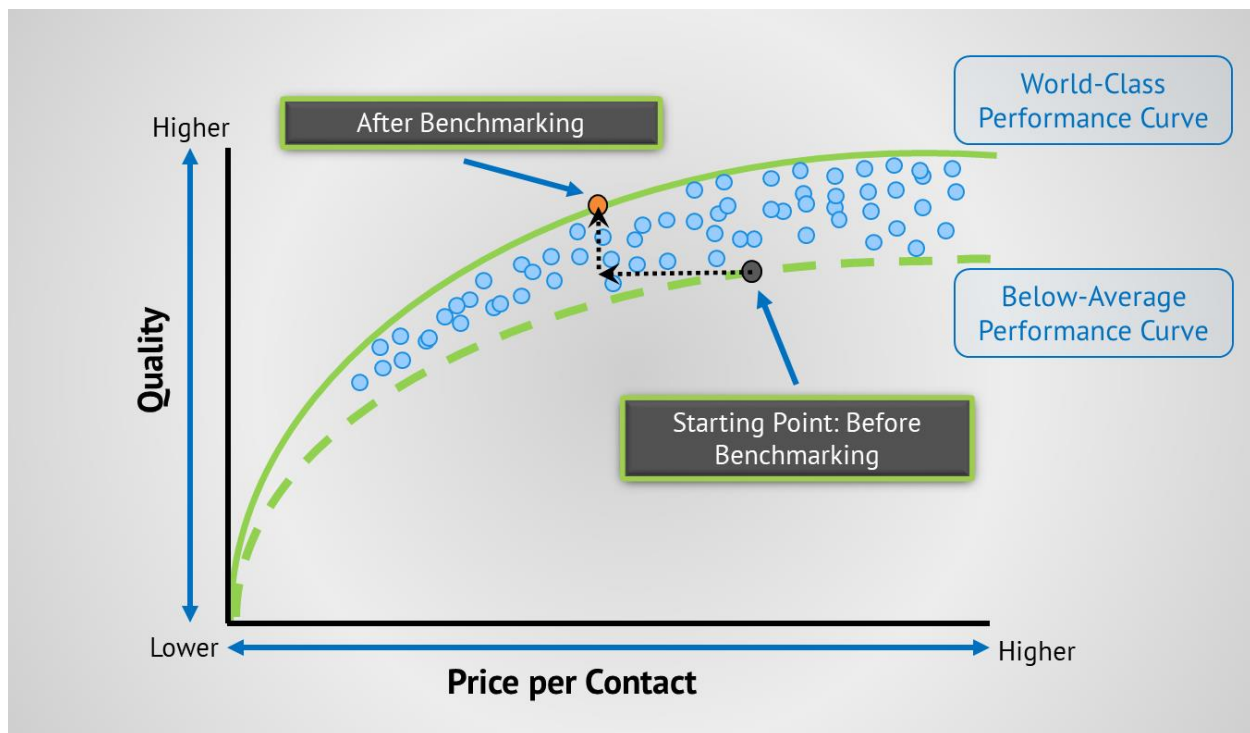 World-Class
Performance Curve
After Benchmarking
Higher
Below-Average
Performance Curve
Quality
Starting Point: Before
Benchmarking
Lower
Higher
Price per Contact